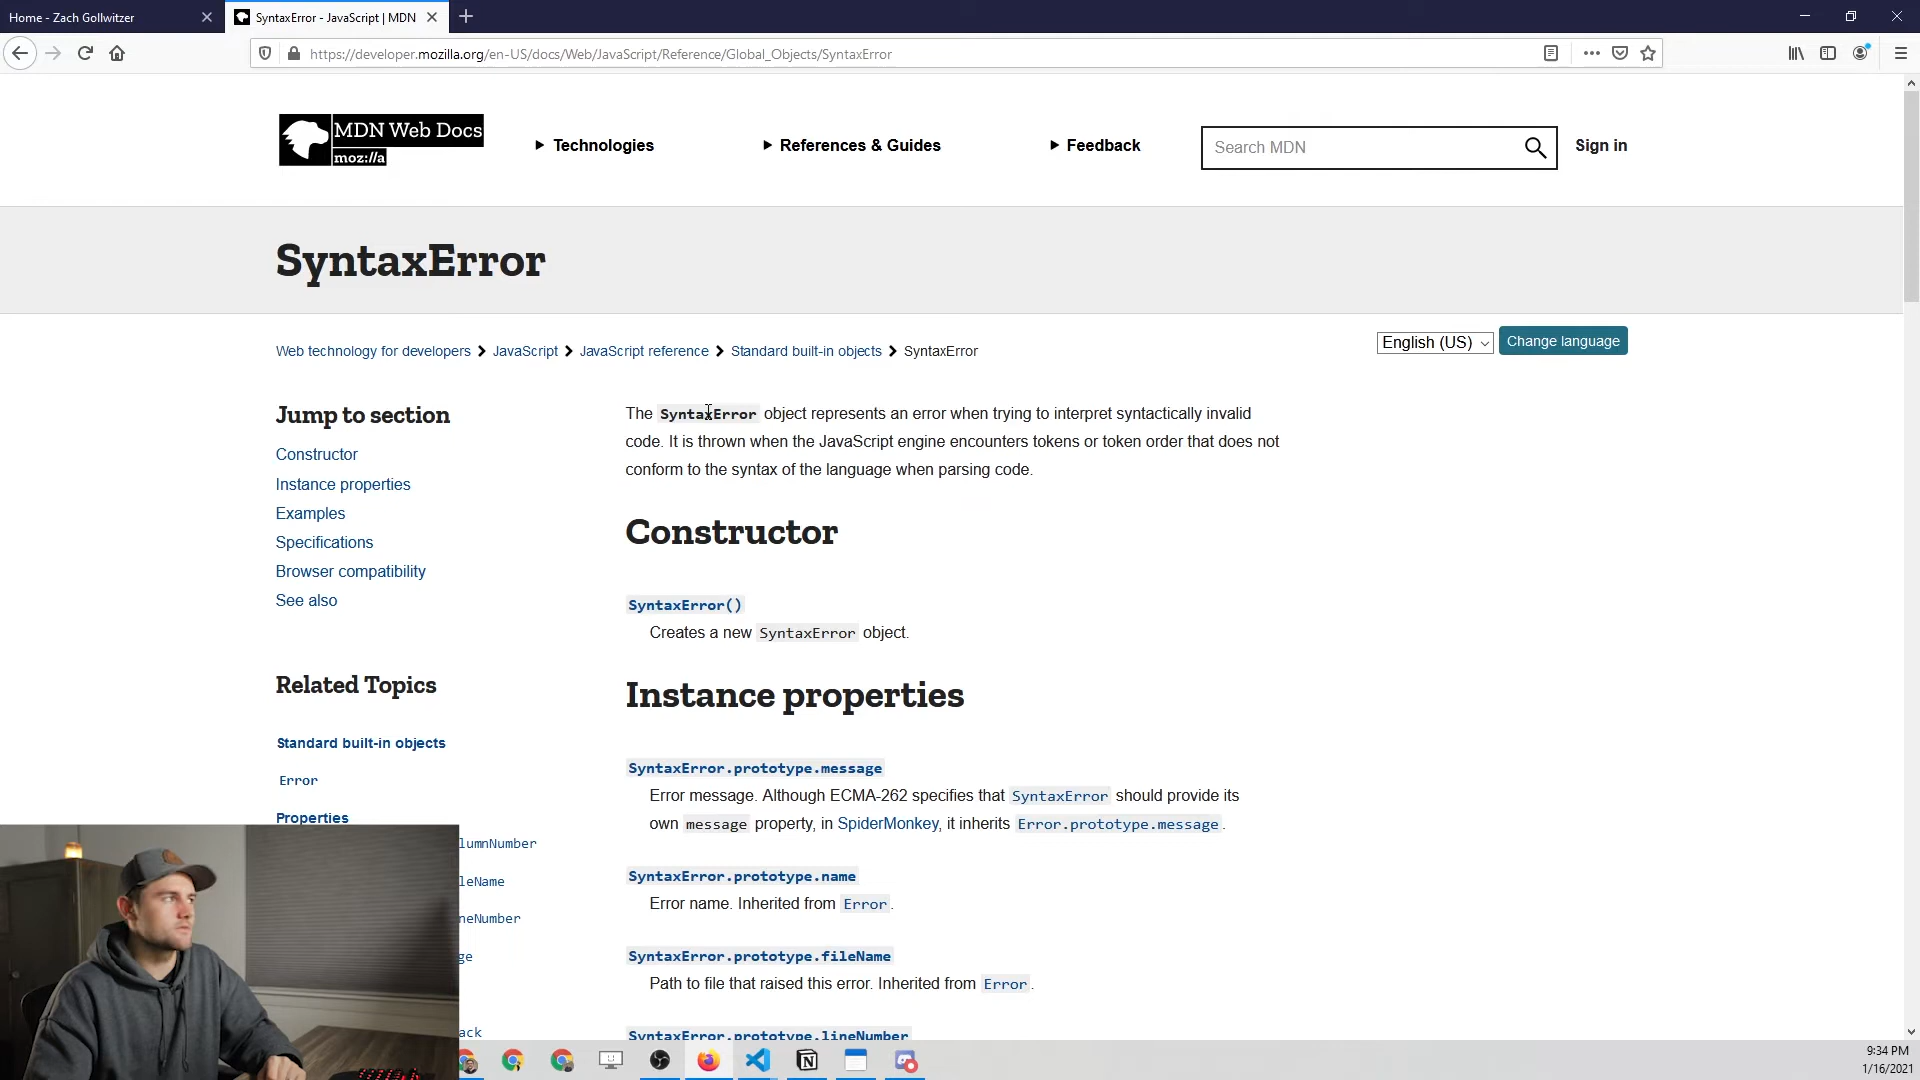 Home - Zach Gollwitzer
SyntaxError - JavaScript | MDN
https://developer.mozilla.org/en-US/docs/Web/JavaScript/Reference/Global_Objects/SyntaxError
MDN Web Docs
moz://a
Technologies
References & Guides
Feedback
Search MDN
Sign in
SyntaxError
Web technology for developers
JavaScript
JavaScript reference
Standard built-in objects
SyntaxError
English (US)
Change language
Jump to section
Constructor
Instance properties
Examples
Specifications
Browser compatibility
See also
Related Topics
Standard built-in objects
Error
Properties
lumnNumber
leName
neNumber
ge
ack
The SyntaxError object represents an error when trying to interpret syntactically invalid
code. It is thrown when the JavaScript engine encounters tokens or token order that does not
conform to the syntax of the language when parsing code.
Constructor
SyntaxError()
Creates a new SyntaxError object.
Instance properties
SyntaxError.prototype.message
Error message. Although ECMA-262 specifies that SyntaxError should provide its
own message property, in SpiderMonkey, it inherits Error.prototype.message.
SyntaxError.prototype.name
Error name. Inherited from Error.
SyntaxError.prototype.fileName
Path to file that raised this error. Inherited from Error.
SyntaxError.prototype.lineNumber
9:34 PM
1/16/2021